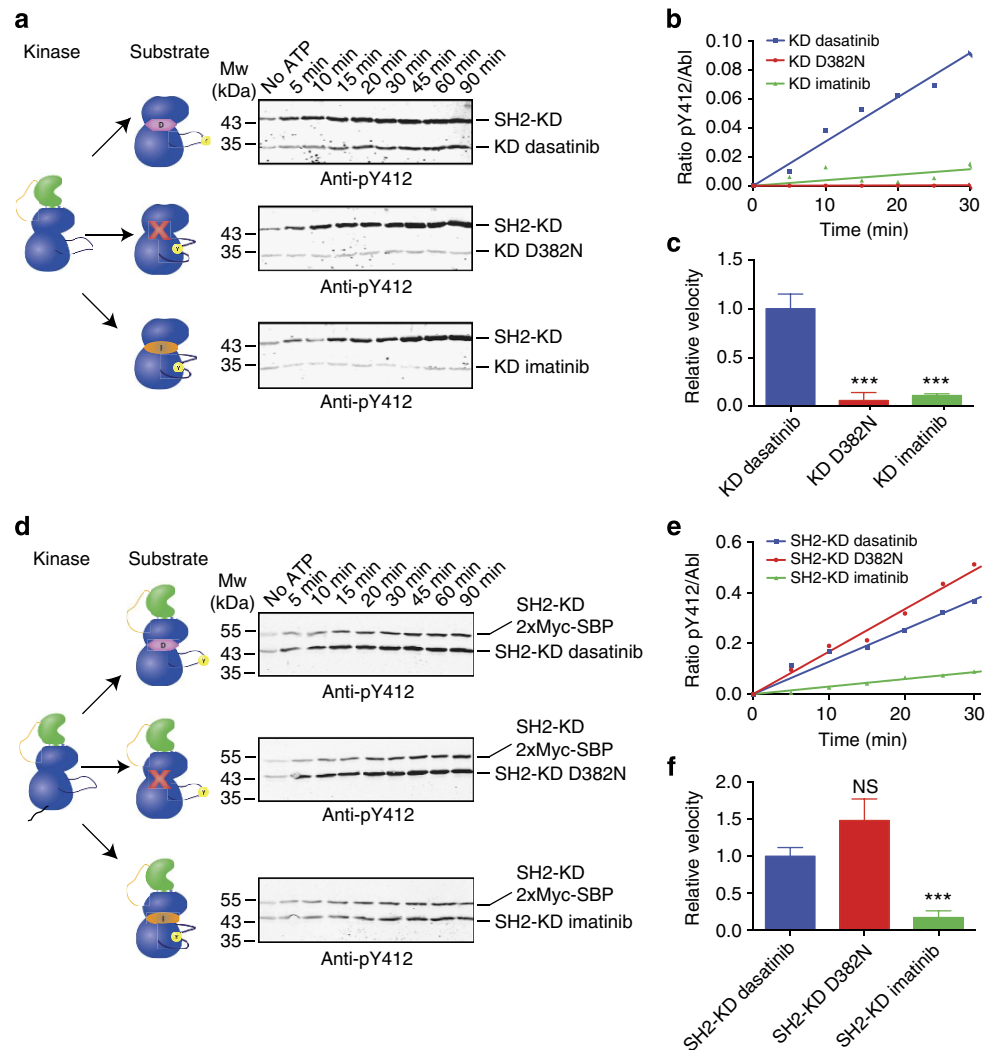 a
Kinase
Substrate
Mw
(kDa)
No ATP
5 min
10 min
15 min
20 min
30 min
45 min
60 min
90 min
D
Y
43
35
SH2-KD
KD dasatinib
Anti-pY412
X
Y
43
35
SH2-KD
KD D382N
Anti-pY412
I
Y
43
35
SH2-KD
KD imatinib
Anti-pY412
b
KD dasatinib
KD D382N
KD imatinib
Ratio pY412/Abl
0.10
0.08
0.06
0.04
0.02
0.00
0
10
20
30
Time (min)
c
Relative velocity
1.5
1.0
0.5
0.0
***
***
KD dasatinib
KD D382N
KD imatinib
d
Kinase
Substrate
Mw
(kDa)
No ATP
5 min
10 min
15 min
20 min
30 min
45 min
60 min
90 min
D
Y
55
43
35
SH2-KD
2xMyc-SBP
SH2-KD dasatinib
Anti-pY412
X
Y
55
43
35
SH2-KD
2xMyc-SBP
SH2-KD D382N
Anti-pY412
I
Y
55
43
35
SH2-KD
2xMyc-SBP
SH2-KD imatinib
Anti-pY412
e
SH2-KD dasatinib
SH2-KD D382N
SH2-KD imatinib
Ratio pY412/Abl
0.6
0.4
0.2
0.0
0
10
20
30
Time (min)
f
Relative velocity
2.0
1.5
1.0
0.5
0.0
NS
***
SH2-KD dasatinib
SH2-KD D382N
SH2-KD imatinib